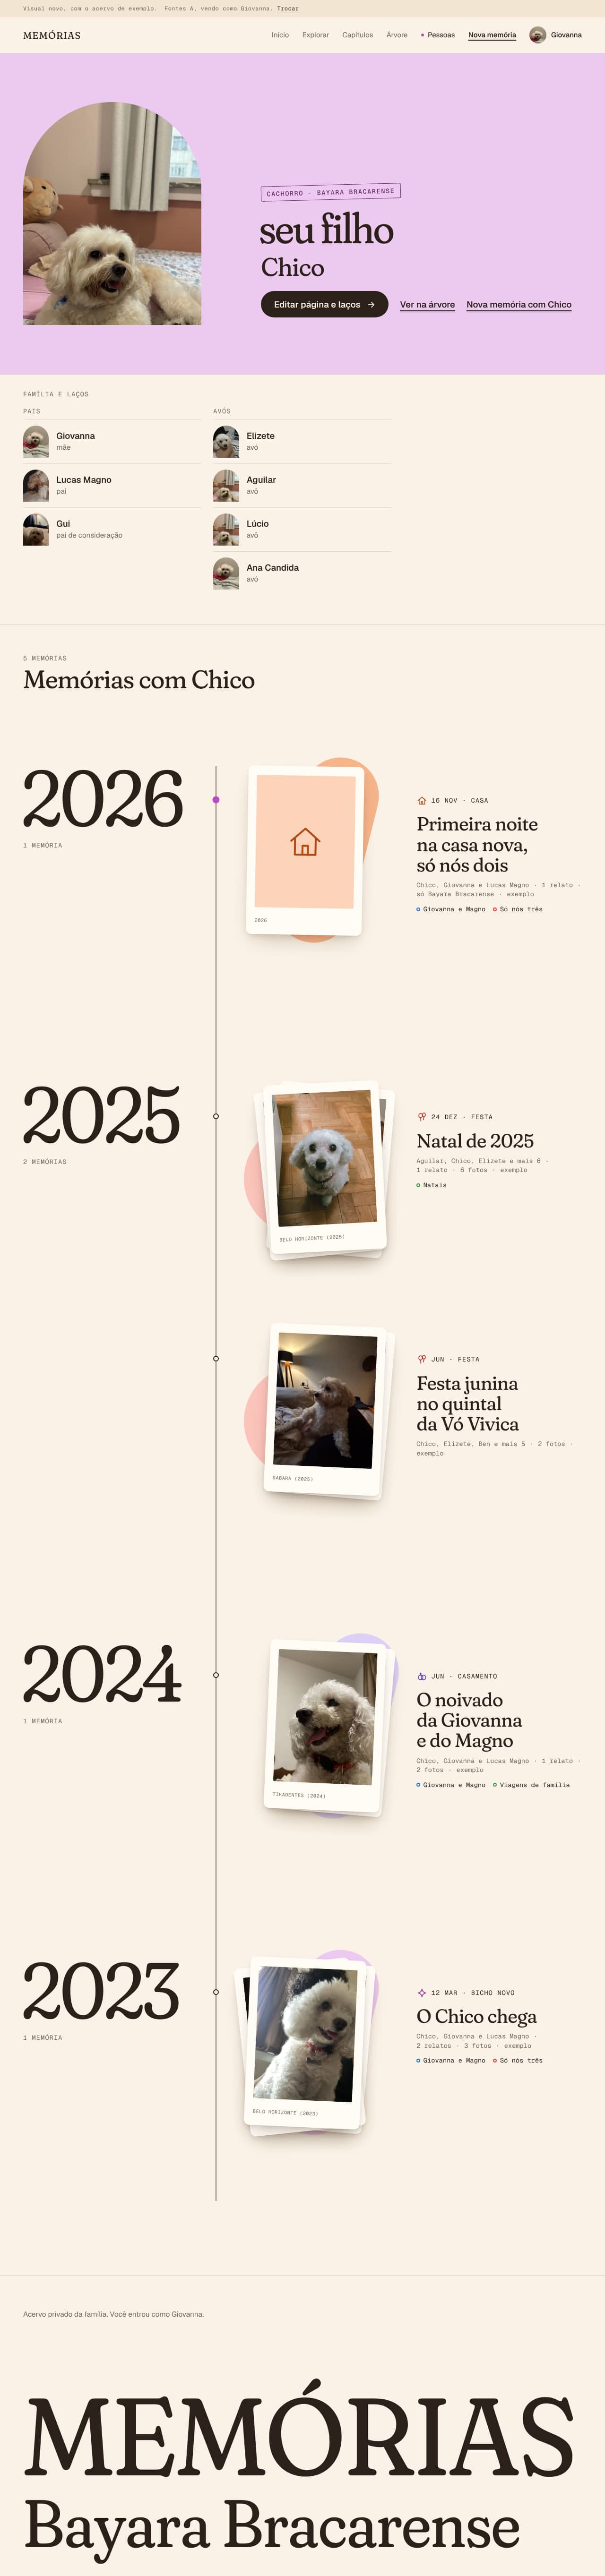 Visual novo, com o acervo de exemplo. Fontes A, vendo como Giovanna. Trocar
MEMÓRIAS
Início Explorar Capítulos Árvore Pessoas Nova memória Giovanna
CACHORRO · BAYARA BRACARENSE
seu filho
Chico
Editar página e laços → Ver na árvore Nova memória com Chico
FAMÍLIA E LAÇOS
PAIS
Giovanna
mãe
Lucas Magno
pai
Gui
pai de consideração
AVÓS
Elizete
avó
Aguilar
avô
Lúcio
avô
Ana Candida
avó
5 MEMÓRIAS
Memórias com Chico
2026
1 MEMÓRIA
2026
16 NOV · CASA
Primeira noite
na casa nova,
só nós dois
Chico, Giovanna e Lucas Magno · 1 relato ·
só Bayara Bracarense · exemplo
Giovanna e Magno Só nós três
2025
2 MEMÓRIAS
BELO HORIZONTE (2025)
24 DEZ · FESTA
Natal de 2025
Aguilar, Chico, Elizete e mais 6 ·
1 relato · 6 fotos · exemplo
Natais
SABARÁ (2025)
JUN · FESTA
Festa junina
no quintal
da Vó Vivica
Chico, Elizete, Ben e mais 5 · 2 fotos ·
exemplo
2024
1 MEMÓRIA
TIRADENTES (2024)
JUN · CASAMENTO
O noivado
da Giovanna
e do Magno
Chico, Giovanna e Lucas Magno · 1 relato ·
2 fotos · exemplo
Giovanna e Magno Viagens de família
2023
1 MEMÓRIA
BELO HORIZONTE (2023)
12 MAR · BICHO NOVO
O Chico chega
Chico, Giovanna e Lucas Magno ·
2 relatos · 3 fotos · exemplo
Giovanna e Magno Só nós três
Acervo privado da família. Você entrou como Giovanna.
MEMÓRIAS
Bayara Bracarense